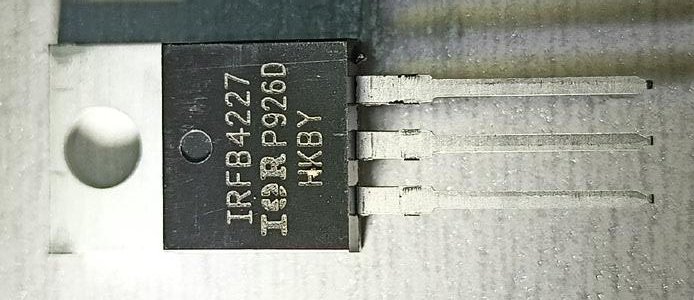 IRFB4227
IOR P926D
HKBY